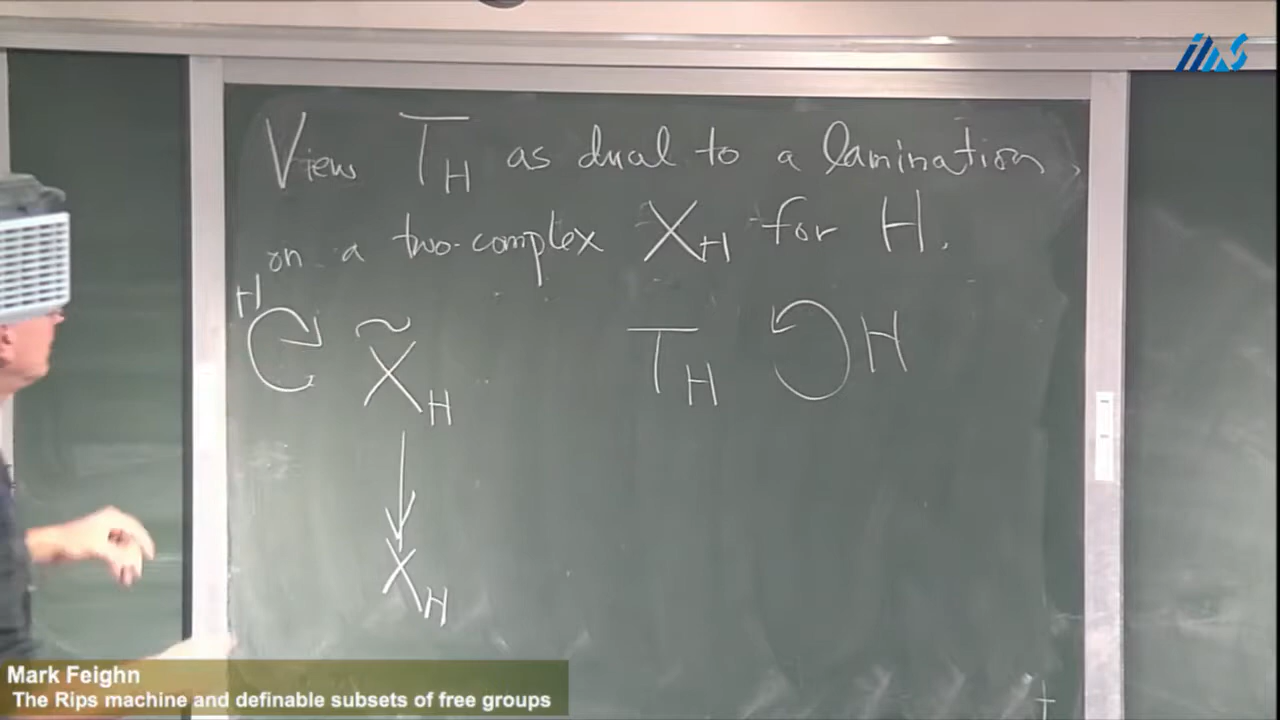 View T_H as dual to a lamination
on a two-complex X_H for H.
H X̃_H T_H H
X_H
Mark Feighn
The Rips machine and definable subsets of free groups